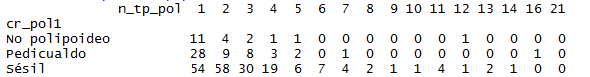 n_tp_pol 1 2 3 4 5 6 7 8 9 10 11 12 13 14 16 21
cr_pol1
No polipoideo 11 4 2 1 1 0 0 0 0 0 0 1 0 0 0 0
Pedicualdo 28 9 8 3 2 0 1 0 0 0 0 0 0 0 1 0
Sésil 54 58 30 19 6 7 4 2 1 1 4 1 2 1 0 0